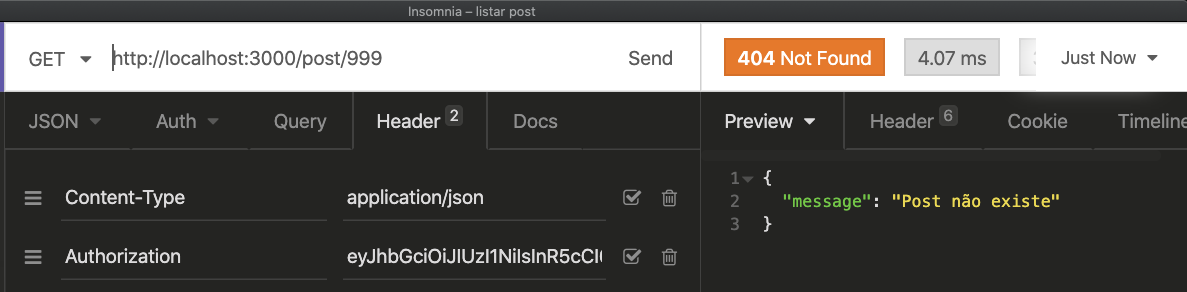 Insomnia – listar post
GET http://localhost:3000/post/999 Send 404 Not Found 4.07 ms Just Now
JSON Auth Query Header 2 Docs Preview Header 6 Cookie Timeline
Content-Type application/json
Authorization
1 {
2 "message": "Post não existe"
3 }